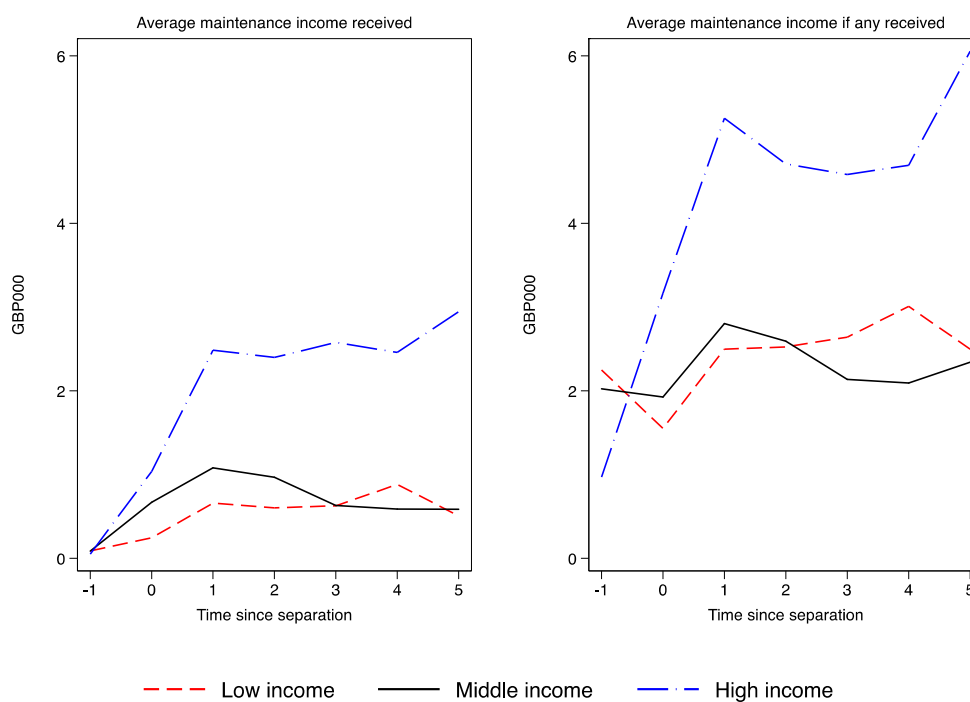 Average maintenance income received
6
4
2
0
GBP000
-1 0 1 2 3 4 5
Time since separation
Average maintenance income if any received
6
4
2
0
GBP000
-1 0 1 2 3 4 5
Time since separation
Low income
Middle income
High income